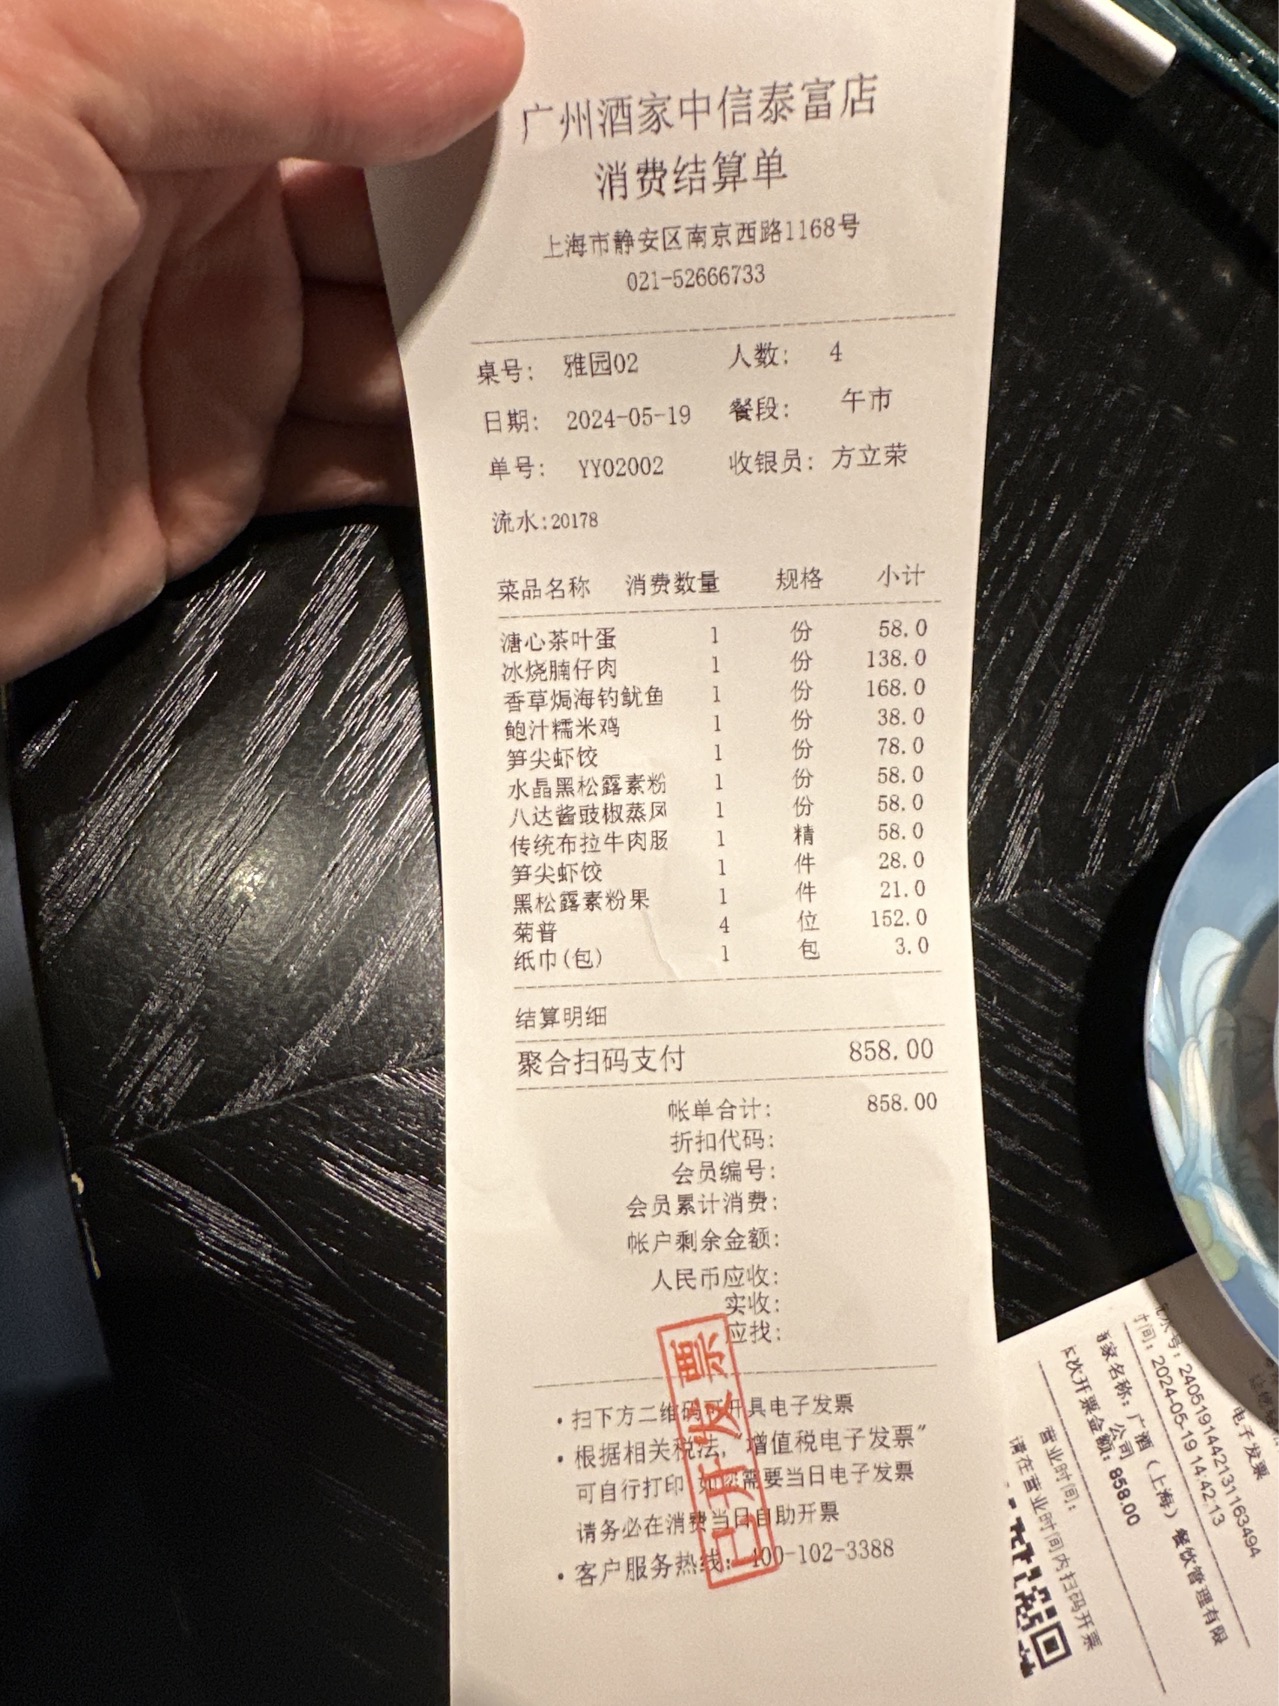 广州酒家中信泰富店
消费结算单
上海市静安区南京西路1168号
021-52666733
桌号: 雅园02 人数: 4
日期: 2024-05-19 餐段: 午市
单号: YY02002 收银员: 方立荣
流水:20178
菜品名称 消费数量 规格 小计
溏心茶叶蛋 1 份 58.0
冰烧腩仔肉 1 份 138.0
香草焗海钓鱿鱼 1 份 168.0
鲍汁糯米鸡 1 份 38.0
笋尖虾饺 1 份 78.0
水晶黑松露素粉 1 份 58.0
八达酱豉椒蒸凤 1 份 58.0
传统布拉牛肉肠 1 精 58.0
笋尖虾饺 1 件 28.0
黑松露素粉果 1 件 21.0
菊普 4 位 152.0
纸巾(包) 1 包 3.0
结算明细
聚合扫码支付 858.00
帐单合计: 858.00
折扣代码:
会员编号:
会员累计消费:
帐户剩余金额:
人民币应收:
实收:
应找:
已开发票
·扫下方二维码可开具电子发票
·根据相关税法,"增值税电子发票"
可自行打印 如您需要当日电子发票
请务必在消费当日自助开票
·客户服务热线: 400-102-3388
电子发票
水号: 2405191442131163494
时间: 2024-05-19 14:42:13
家名称: 广酒(上海)餐饮管理有限
公司
次开票金额: 858.00
营业时间:
请在营业时间内扫码开票